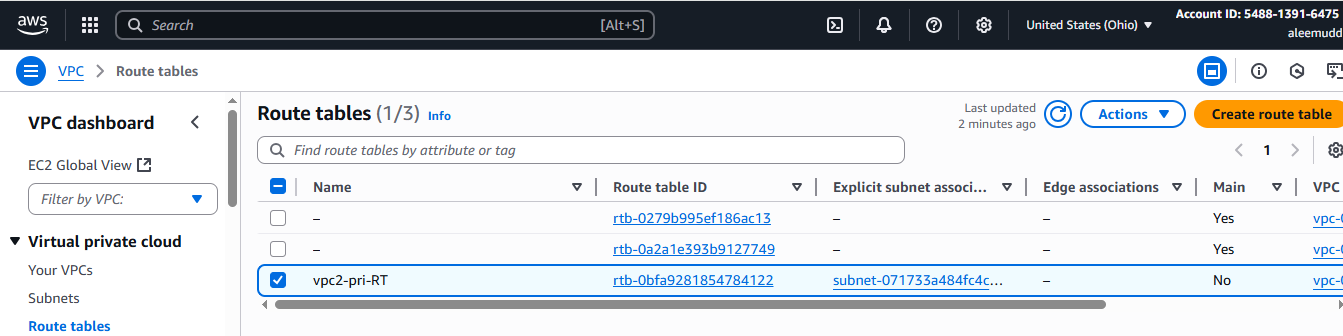 aws Search [Alt+S] United States (Ohio) Account ID: 5488-1391-6475
aleemudd
VPC Route tables
VPC dashboard
EC2 Global View
Filter by VPC:
Virtual private cloud
Your VPCs
Subnets
Route tables
Route tables (1/3) Info
Last updated
2 minutes ago
Actions Create route table
Find route tables by attribute or tag
1
Name Route table ID Explicit subnet associ... Edge associations Main VPC
– rtb-0279b995ef186ac13 – – Yes vpc-0
– rtb-0a2a1e393b9127749 – – Yes vpc-0
vpc2-pri-RT rtb-0bfa9281854784122 subnet-071733a484fc4c... – No vpc-0